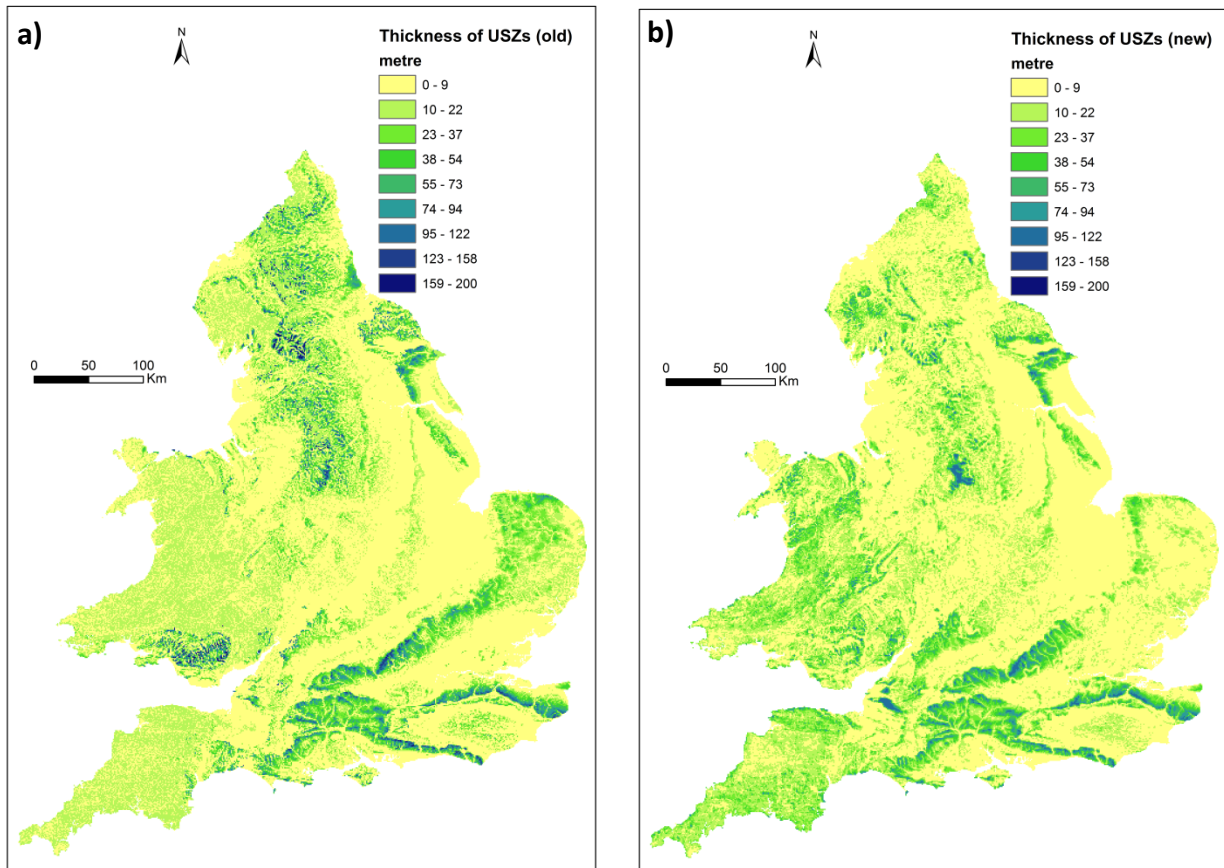 a)
N
Thickness of USZs (old)
metre
0 - 9
10 - 22
23 - 37
38 - 54
55 - 73
74 - 94
95 - 122
123 - 158
159 - 200
0 50 100
Km
b)
N
Thickness of USZs (new)
metre
0 - 9
10 - 22
23 - 37
38 - 54
55 - 73
74 - 94
95 - 122
123 - 158
159 - 200
0 50 100
Km